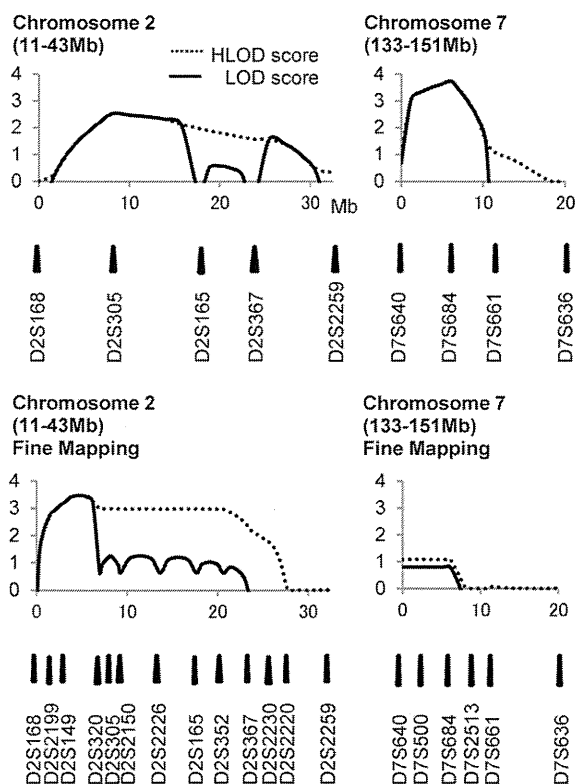 Chromosome 2
(11-43Mb)
HLOD score
LOD score
4
3
2
1
0
0
10
20
30
Mb
D2S168
D2S305
D2S165
D2S367
D2S2259
Chromosome 7
(133-151Mb)
4
3
2
1
0
0
10
20
D7S640
D7S684
D7S661
D7S636
Chromosome 2
(11-43Mb)
Fine Mapping
4
3
2
1
0
0
10
20
30
D2S168
D2S2199
D2S149
D2S320
D2S305
D2S2150
D2S2226
D2S165
D2S352
D2S367
D2S2230
D2S2220
D2S2259
Chromosome 7
(133-151Mb)
Fine Mapping
4
3
2
1
0
0
10
20
D7S640
D7S500
D7S684
D7S2513
D7S661
D7S636